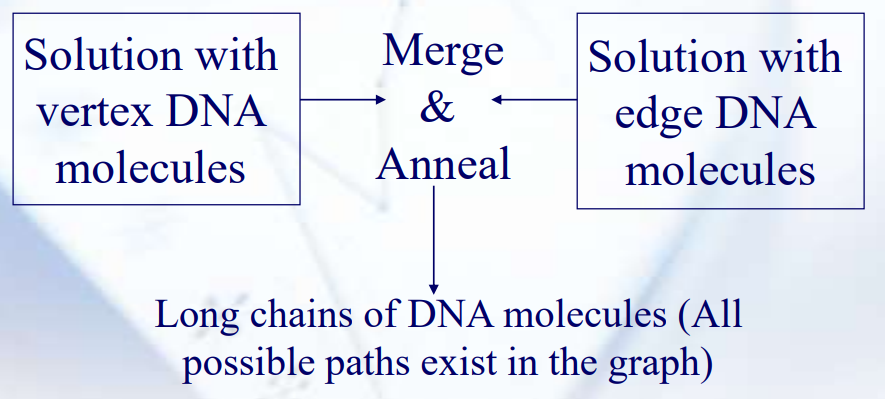 Solution with
vertex DNA
molecules
Merge
&
Anneal
Solution with
edge DNA
molecules
Long chains of DNA molecules (All
possible paths exist in the graph)